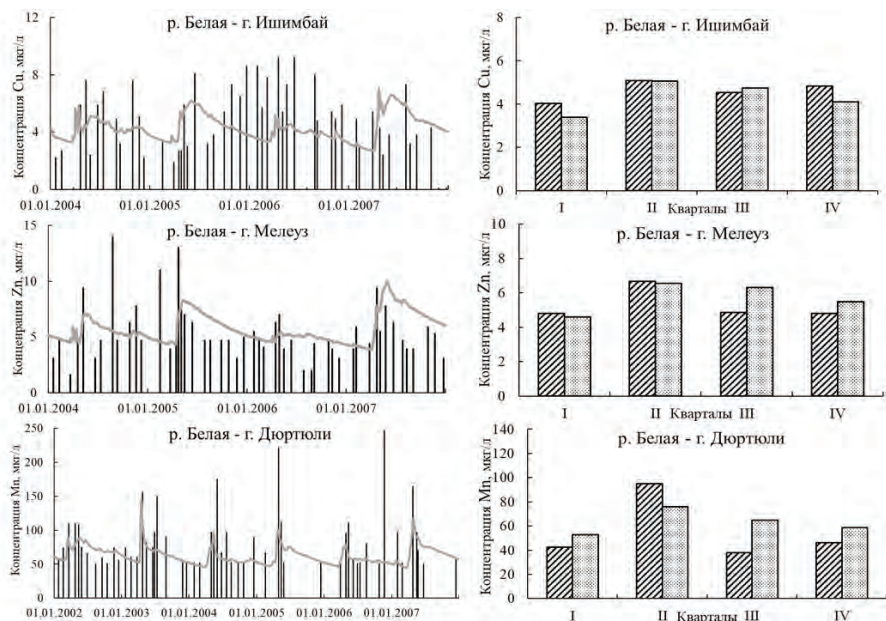 р. Белая - г. Ишимбай
Концентрация Cu, мкг/л
12
8
4
0
01.01.2004 01.01.2005 01.01.2006 01.01.2007
р. Белая - г. Ишимбай
Концентрация Cu, мкг/л
8
6
4
2
0
I II Кварталы III IV
р. Белая - г. Мелеуз
Концентрация Zn, мкг/л
15
10
5
0
01.01.2004 01.01.2005 01.01.2006 01.01.2007
р. Белая - г. Мелеуз
Концентрация Zn, мкг/л
10
8
6
4
2
0
I II Кварталы III IV
р. Белая - г. Дюртюли
Концентрация Mn, мкг/л
250
200
150
100
50
0
01.01.2002 01.01.2003 01.01.2004 01.01.2005 01.01.2006 01.01.2007
р. Белая - г. Дюртюли
Концентрация Mn, мкг/л
140
120
100
80
60
40
20
0
I II Кварталы III IV